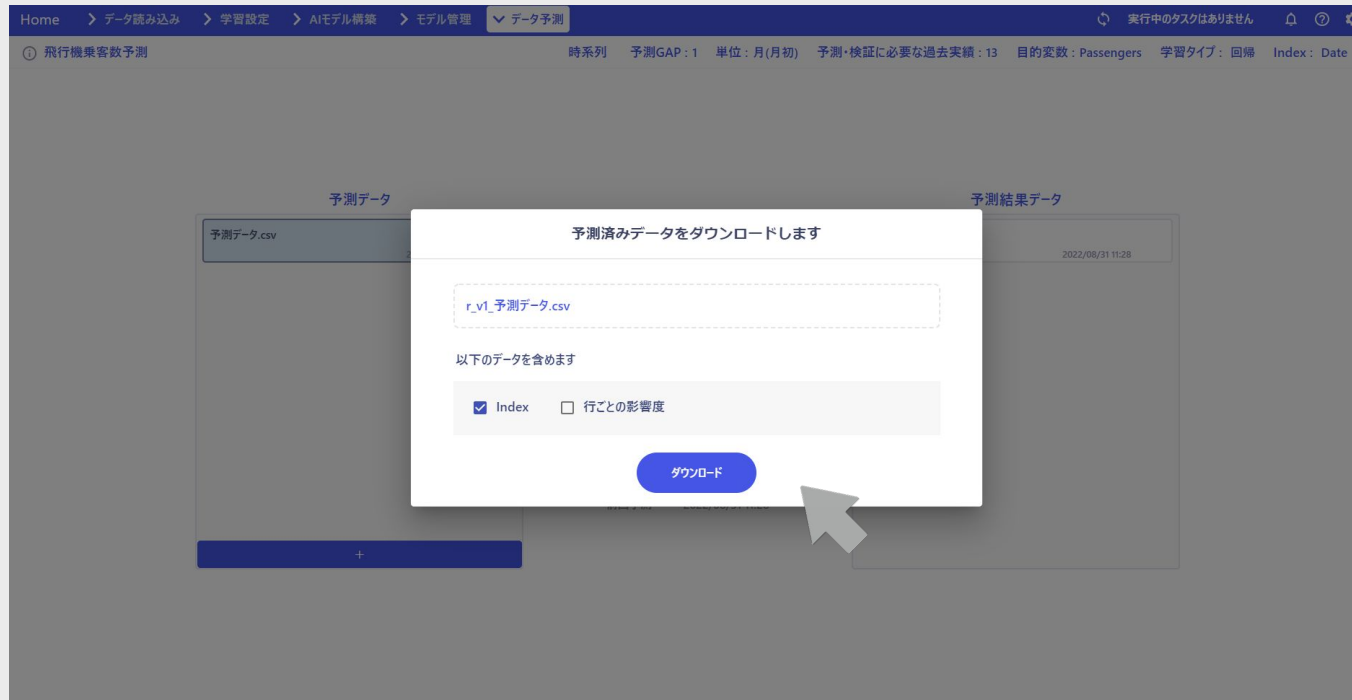 Home データ読み込み 学習設定 AIモデル構築 モデル管理 データ予測 実行中のタスクはありません
飛行機乗客数予測 時系列 予測GAP : 1 単位 : 月(月初) 予測・検証に必要な過去実績 : 13 目的変数 : Passengers 学習タイプ : 回帰 Index : Date
予測データ 予測結果データ
予測データ.csv
2022/08/31 11:28
予測済みデータをダウンロードします
r_v1_予測データ.csv
以下のデータを含めます
Index 行ごとの影響度
ダウンロード
+